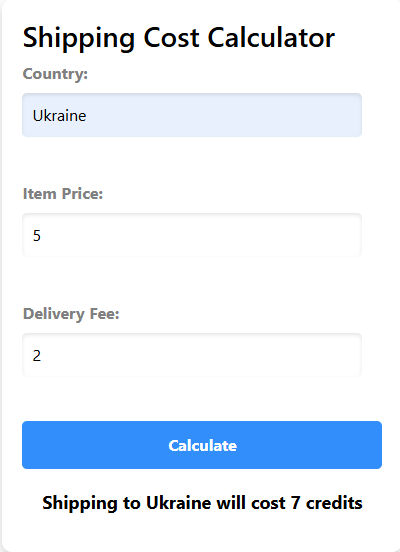 Shipping Cost Calculator
Country:
Ukraine
Item Price:
5
Delivery Fee:
2
Calculate
Shipping to Ukraine will cost 7 credits